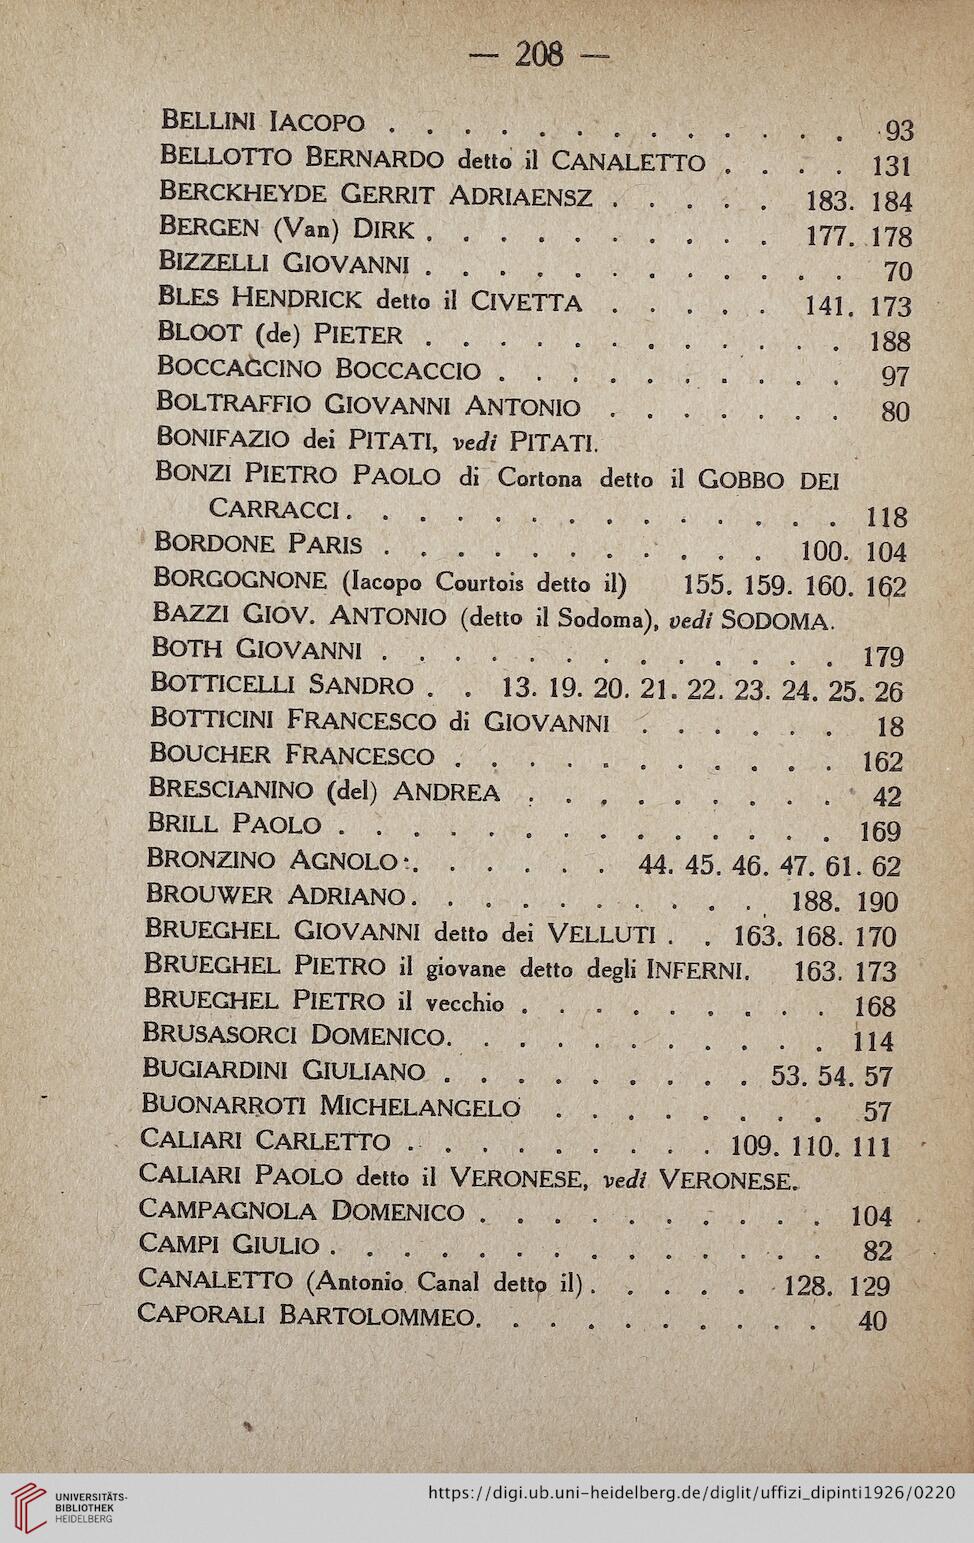 — 208 —
BELLINI IACOPO . . . . . . . . . . . . . 93
BELLOTTO BERNARDO detto il CANALETTO . . . . 131
BERCKHEYDE GERRIT ADRIAENSZ . . . . . 183. 184
BERGEN (Van) DIRK . . . . . . . . . . 177. 178
BIZZELLI GIOVANNI . . . . . . . . . . . . 70
BLES HENDRICK detto il CIVETTA . . . . . 141. 173
BLOOT (de) PIETER . . . . . . . . . . . . 188
BOCCACCINO BOCCACCIO . . . . . . . . . . 97
BOLTRAFFIO GIOVANNI ANTONIO . . . . . . . 80
BONIFAZIO dei PITATI, vedi PITATI.
BONZI PIETRO PAOLO di Cortona detto il GOBBO DEI
CARRACCI . . . . . . . . . . . . . . 118
BORDONE PARIS . . . . . . . . . . . 100. 104
BORGOGNONE (Iacopo Courtois detto il) 155. 159. 160. 162
BAZZI GIOV. ANTONIO (detto il Sodoma), vedi SODOMA.
BOTH GIOVANNI . . . . . . . . . . . . . 179
BOTTICELLI SANDRO . . 13. 19. 20. 21. 22. 23. 24. 25. 26
BOTTICINI FRANCESCO di GIOVANNI . . . . . . 18
BOUCHER FRANCESCO . . . . . . . . . . . 162
BRESCIANINO (del) ANDREA . . . . . . . . . 42
BRILL PAOLO . . . . . . . . . . . . . . 169
BRONZINO AGNOLO . . . . . . 44. 45. 46. 47. 61. 62
BROUWER ADRIANO . . . . . . . . . . 188. 190
BRUEGHEL GIOVANNI detto dei VELLUTI . . 163. 168. 170
BRUEGHEL PIETRO il giovane detto degli INFERNI. 163. 173
BRUEGHEL PIETRO il vecchio . . . . . . . . . 168
BRUSASORCI DOMENICO . . . . . . . . . . . 114
BUGIARDINI GIULIANO . . . . . . . . . 53. 54. 57
BUONARROTI MICHELANGELO . . . . . . . . 57
CALIARI CARLETTO . . . . . . . . . 109. 110. 111
CALIARI PAOLO detto il VERONESE, vedi VERONESE.
CAMPAGNOLA DOMENICO . . . . . . . . . . 104
CAMPI GIULIO . . . . . . . . . . . . . . 82
CANALETTO (Antonio Canal detto il) . . . . . 128. 129
CAPORALI BARTOLOMMEO . . . . . . . . . . 40
UNIVERSITÄTS-
BIBLIOTHEK
HEIDELBERG
https://digi.ub.uni-heidelberg.de/diglit/uffizi_dipinti1926/0220